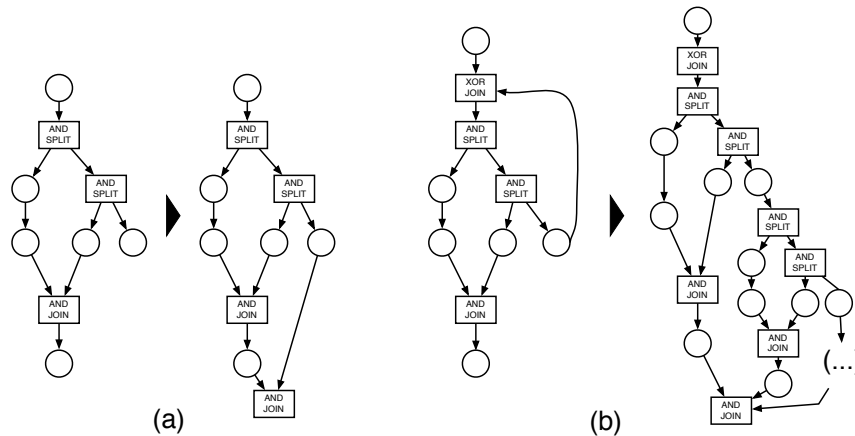 AND
SPLIT
AND
SPLIT
AND
JOIN
AND
SPLIT
AND
SPLIT
AND
JOIN
AND
JOIN
(a)
XOR
JOIN
AND
SPLIT
AND
SPLIT
AND
JOIN
XOR
JOIN
AND
SPLIT
AND
SPLIT
AND
SPLIT
AND
SPLIT
AND
JOIN
AND
JOIN
(...)
AND
JOIN
(b)